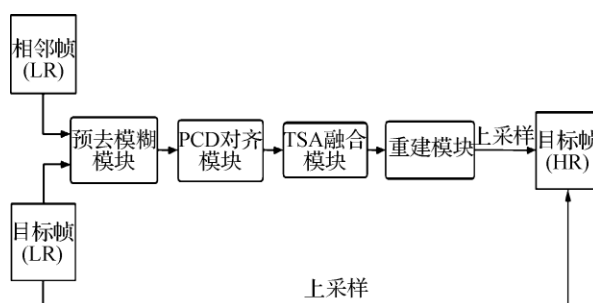 相邻帧
(LR)
预去模糊
模块
PCD对齐
模块
TSA融合
模块
重建模块
上采样
目标帧
(HR)
目标帧
(LR)
上采样